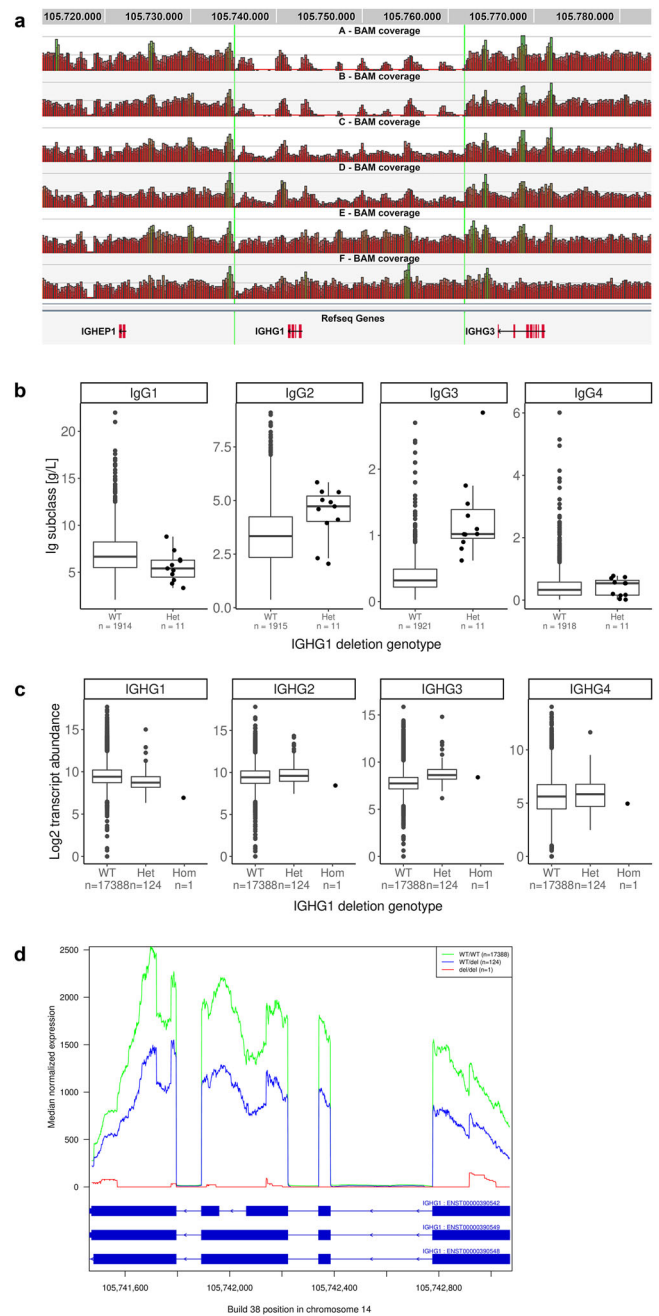 a
105.720.000 105.730.000 105.740.000 105.750.000 105.760.000 105.770.000 105.780.000
A - BAM coverage
B - BAM coverage
C - BAM coverage
D - BAM coverage
E - BAM coverage
F - BAM coverage
Refseq Genes
IGHEP1 IGHG1 IGHG3
b
IgG1 IgG2 IgG3 IgG4
Ig subclass [g/L]
20
15
10
5
7.5
5.0
2.5
0.0
2
1
0
6
4
2
0
WT Het WT Het WT Het WT Het
n = 1914 n = 11 n = 1915 n = 11 n = 1921 n = 11 n = 1918 n = 11
IGHG1 deletion genotype
c
IGHG1 IGHG2 IGHG3 IGHG4
Log2 transcript abundance
15
10
5
0
15
10
5
0
15
10
5
0
10
5
0
WT Het Hom WT Het Hom WT Het Hom WT Het Hom
n=17388 n=124 n=1 n=17388 n=124 n=1 n=17388 n=124 n=1 n=17388 n=124 n=1
IGHG1 deletion genotype
d
Median normalized expression
2500
2000
1500
1000
500
0
WT/WT (n=17388)
WT/del (n=124)
del/del (n=1)
IGHG1 : ENST00000390542
IGHG1 : ENST00000390549
IGHG1 : ENST00000390548
105,741,600 105,742,000 105,742,400 105,742,800
Build 38 position in chromosome 14